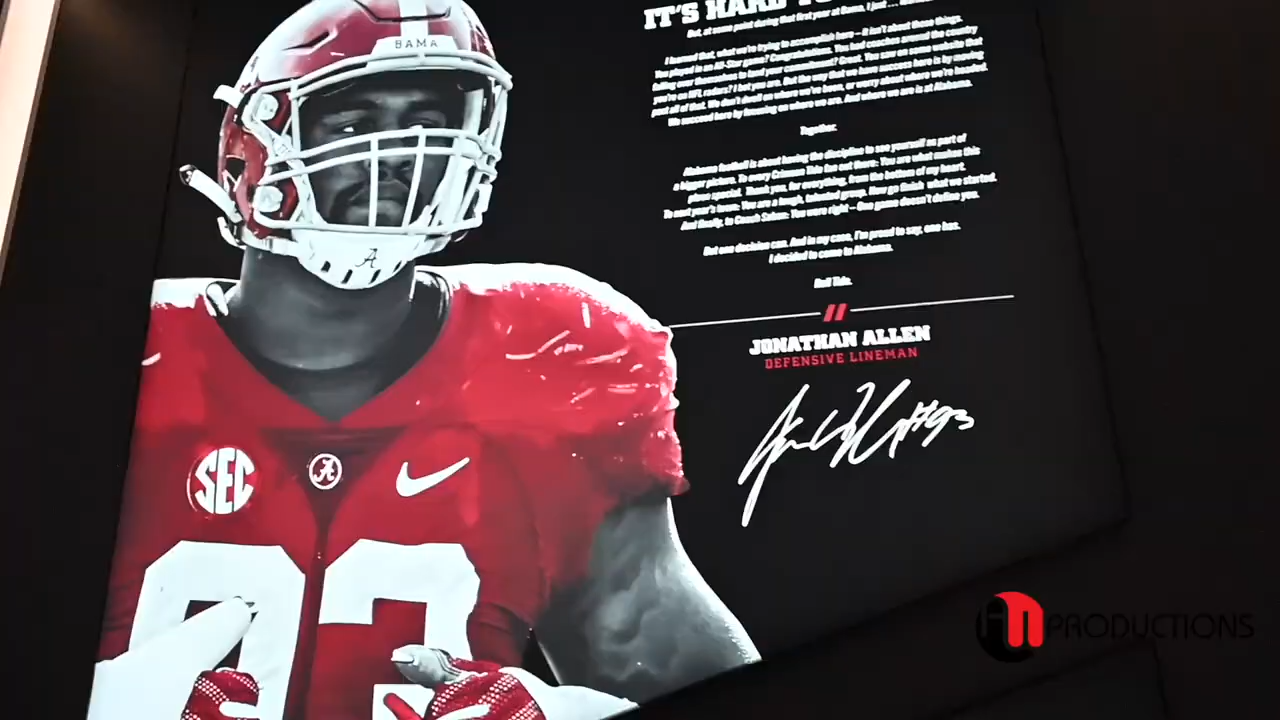 IT'S HARD TO
But, at some point during that first year at Bama, I just ...
I learned that, what we're trying to accomplish here – it isn't about those things.
You played in an All-Star game? Congratulations. You had coaches around the country
falling over themselves to land your commitment? Great. You saw on some website that
you're on NFL radars? I bet you are. But the way that we have success here is by moving
past all of that. We don't dwell on where we've been, or worry about where we're headed.
We succeed here by focusing on where we are. And where we are is at Alabama.
Together.
Alabama football is about having the discipline to see yourself as part of
a bigger picture. To every Crimson Tide fan out there: You are what makes this
place special. Thank you, for everything, from the bottom of my heart.
To next year's team: You are a tough, talented group. Now go finish what we started.
And finally, to Coach Saban: You were right – One game doesn't define you.
But one decision can. And in my case, I'm proud to say, one has.
I decided to come to Alabama.
Roll Tide.
JONATHAN ALLEN
DEFENSIVE LINEMAN
#93
BAMA
A
SEC
A
93
PRODUCTIONS